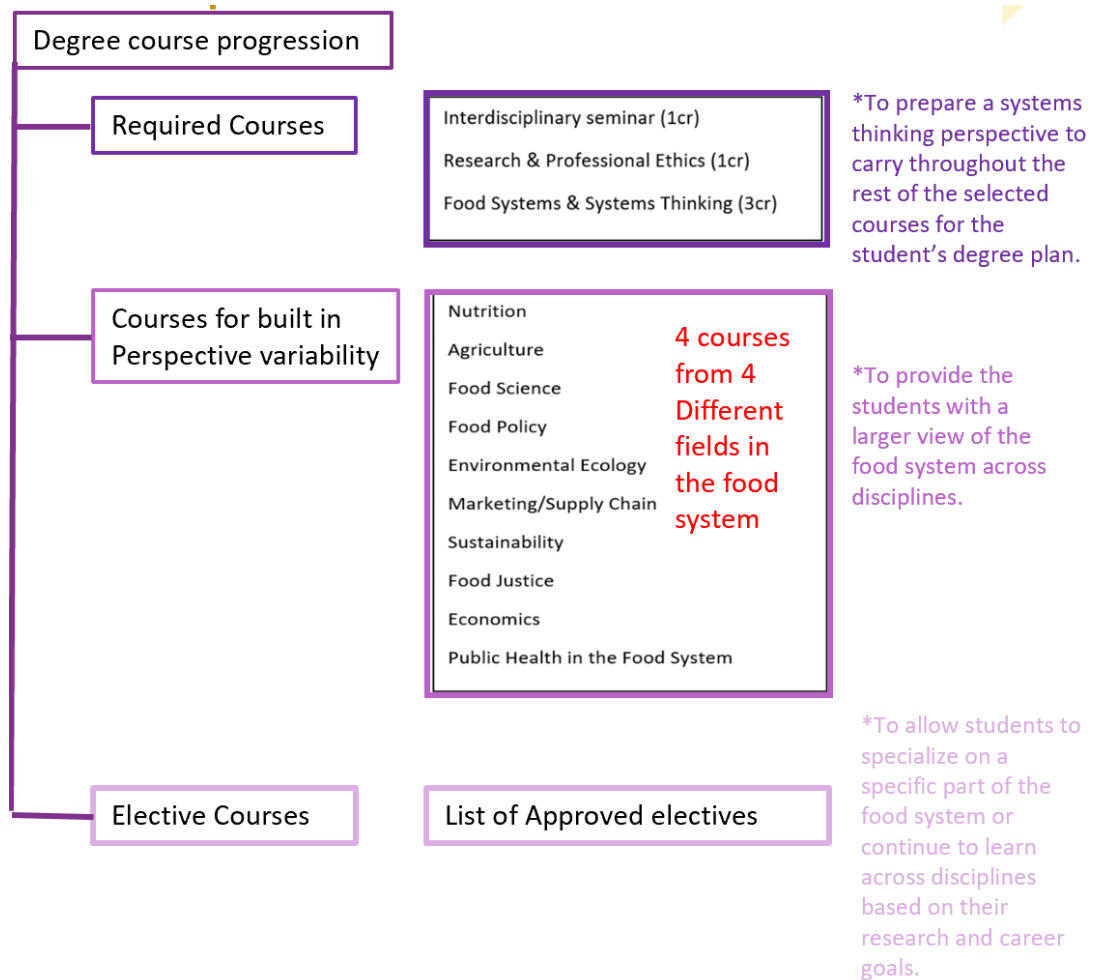 Degree course progression
Required Courses
Interdisciplinary seminar (1cr)
Research & Professional Ethics (1cr)
Food Systems & Systems Thinking (3cr)
*To prepare a systems
thinking perspective to
carry throughout the
rest of the selected
courses for the
student's degree plan.
Courses for built in
Perspective variability
Nutrition
Agriculture
Food Science
Food Policy
Environmental Ecology
Marketing/Supply Chain
Sustainability
Food Justice
Economics
Public Health in the Food System
4 courses
from 4
Different
fields in
the food
system
*To provide the
students with a
larger view of the
food system across
disciplines.
Elective Courses
List of Approved electives
*To allow students to
specialize on a
specific part of the
food system or
continue to learn
across disciplines
based on their
research and career
goals.